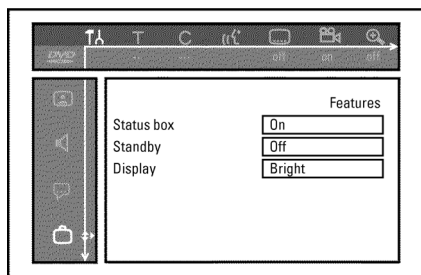 T C
DVD off on off
Features
Status box On
Standby Off
Display Bright